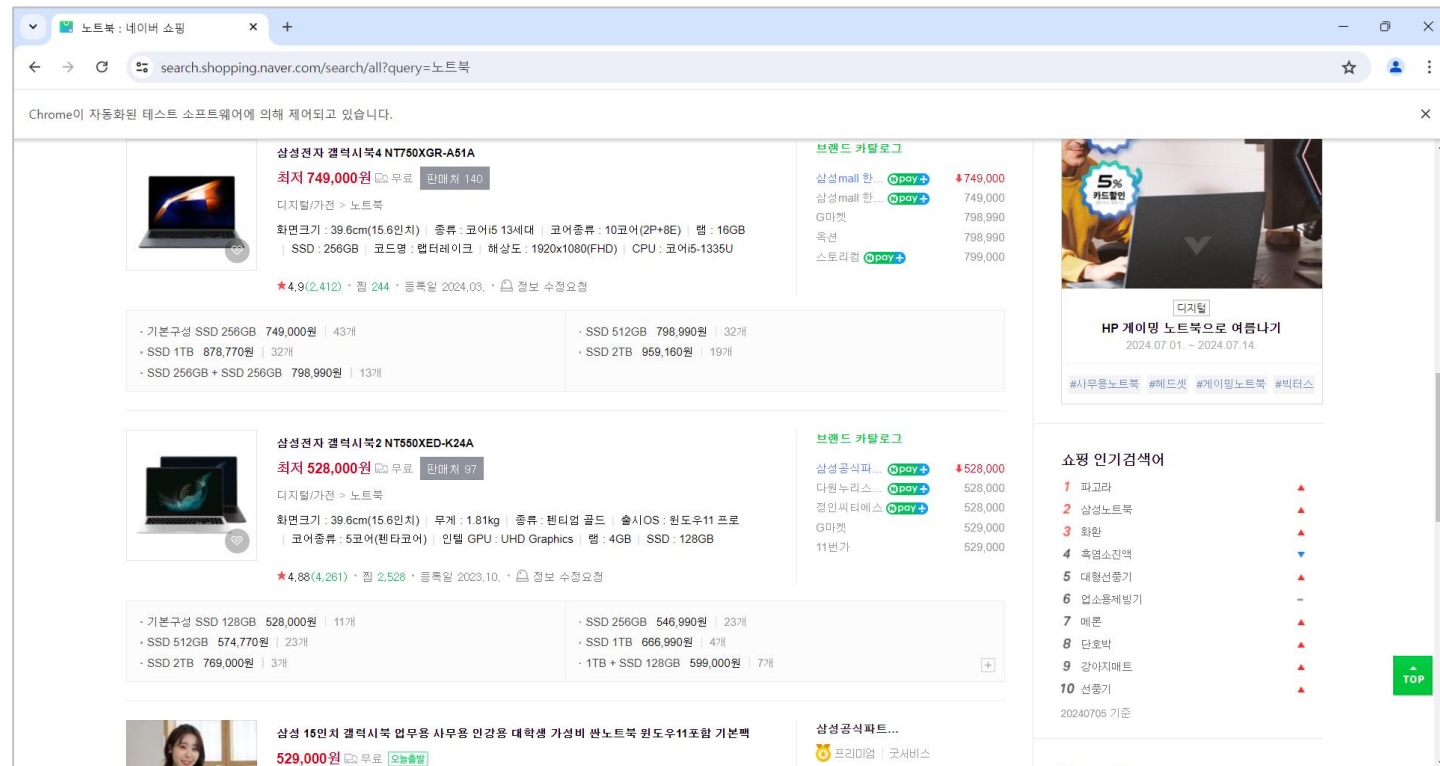 노트북 : 네이버 쇼핑
search.shopping.naver.com/search/all?query=노트북
Chrome이 자동화된 테스트 소프트웨어에 의해 제어되고 있습니다.
삼성전자 갤럭시북4 NT750XGR-A51A
최저 749,000원 무료 판매처 140
디지털/가전 > 노트북
화면크기 : 39.6cm(15.6인치) | 종류 : 코어i5 13세대 | 코어종류 : 10코어(2P+8E) | 램 : 16GB
| SSD : 256GB | 코드명 : 랩터레이크 | 해상도 : 1920x1080(FHD) | CPU : 코어i5-1335U
★4.9(2,412) · 찜 244 · 등록일 2024.03. · 정보 수정요청
브랜드 카탈로그
삼성mall 한... N pay+ 749,000
삼성mall 한... N pay+ 749,000
G마켓 798,990
옥션 798,990
스토리컴 N pay+ 799,000
· 기본구성 SSD 256GB 749,000원 | 43개
· SSD 512GB 798,990원 | 32개
· SSD 1TB 878,770원 | 32개
· SSD 2TB 959,160원 | 19개
· SSD 256GB + SSD 256GB 798,990원 | 13개
삼성전자 갤럭시북2 NT550XED-K24A
최저 528,000원 무료 판매처 97
디지털/가전 > 노트북
화면크기 : 39.6cm(15.6인치) | 무게 : 1.81kg | 종류 : 펜티엄 골드 | 출시OS : 윈도우11 프로
| 코어종류 : 5코어(펜타코어) | 인텔 GPU : UHD Graphics | 램 : 4GB | SSD : 128GB
★4.88(4,261) · 찜 2,528 · 등록일 2023.10. · 정보 수정요청
브랜드 카탈로그
삼성공식파... N pay+ 528,000
다원누리스... N pay+ 528,000
정인씨티에스 N pay+ 528,000
G마켓 529,000
11번가 529,000
· 기본구성 SSD 128GB 528,000원 | 11개
· SSD 256GB 546,990원 | 23개
· SSD 512GB 574,770원 | 23개
· SSD 1TB 666,990원 | 4개
· SSD 2TB 769,000원 | 3개
· 1TB + SSD 128GB 599,000원 | 7개
삼성 15인치 갤럭시북 업무용 사무용 인강용 대학생 가성비 싼노트북 윈도우11포함 기본팩
529,000원 무료 오늘출발
삼성공식파트...
프리미엄 | 굿서비스
5%
카드할인
디지털
HP 게이밍 노트북으로 여름나기
2024.07.01. ~ 2024.07.14.
#사무용노트북 #헤드셋 #게이밍노트북 #빅터스
쇼핑 인기검색어
1 파고라
2 삼성노트북
3 화환
4 흑염소진액
5 대형선풍기
6 업소용제빙기
7 메론
8 단호박
9 강아지매트
10 선풍기
20240705 기준
TOP